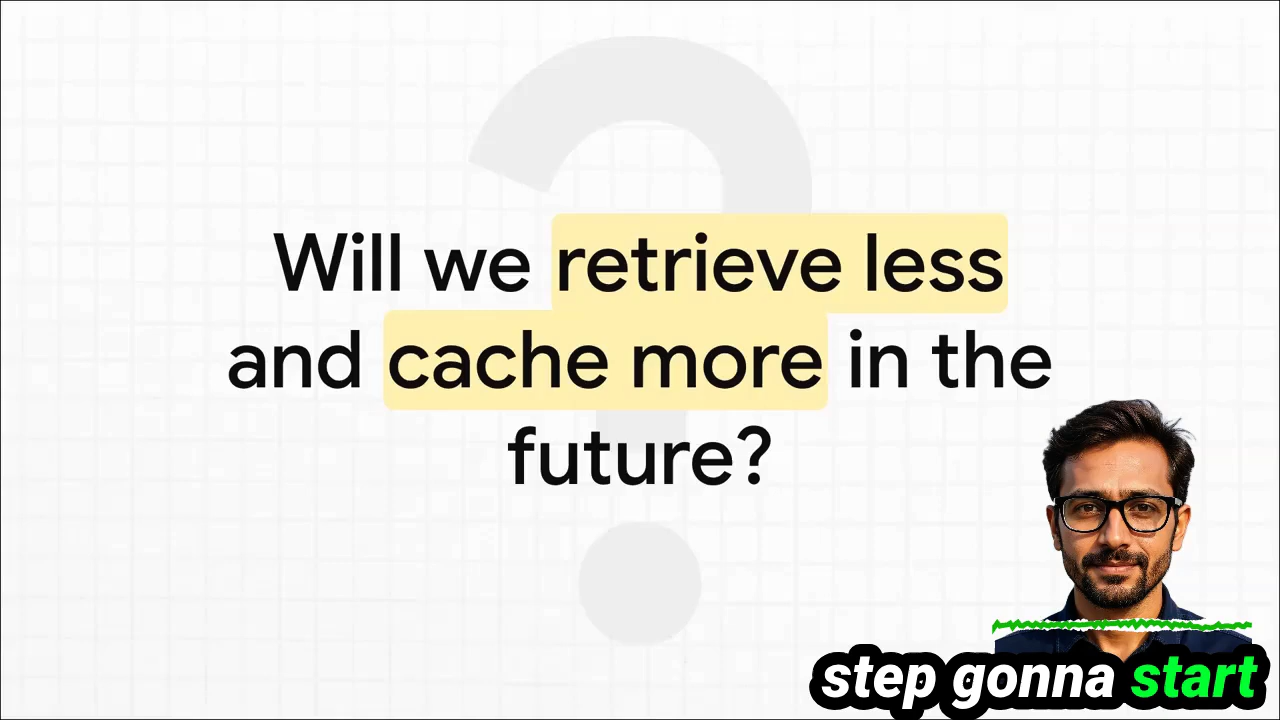 Will we retrieve less
and cache more in the
future?
step gonna start